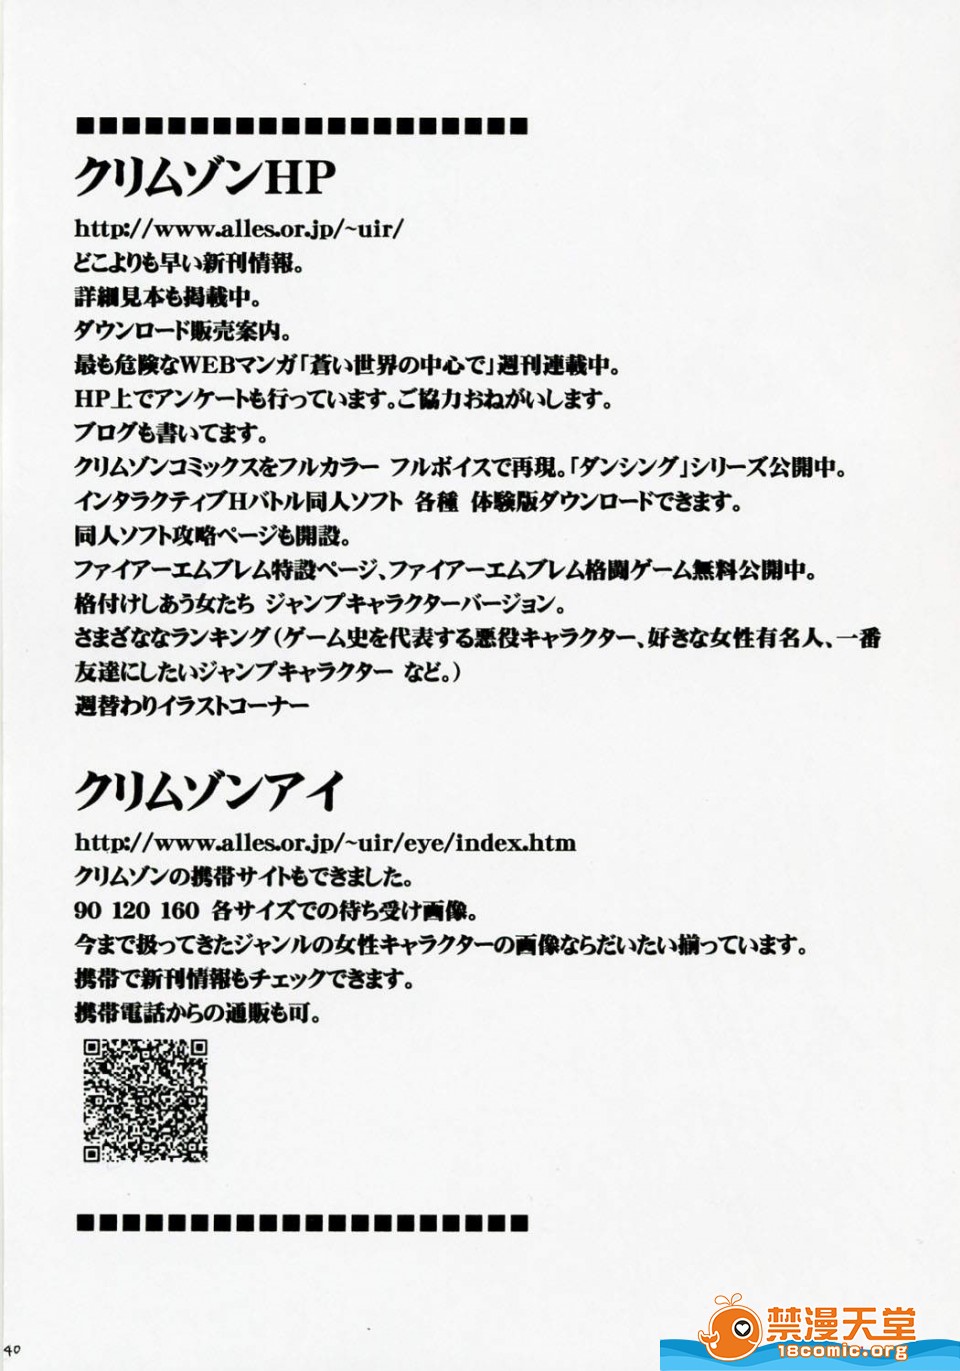 クリムゾンHP
http://www.alles.or.jp/~uir/
どこよりも早い新刊情報。
詳細見本も掲載中。
ダウンロード販売案内。
最も危険なWEBマンガ「蒼い世界の中心で」週刊連載中。
HP上でアンケートも行っています。ご協力おねがいします。
ブログも書いてます。
クリムゾンコミックスをフルカラー フルボイスで再現。「ダンシング」シリーズ公開中。
インタラクティブHバトル同人ソフト 各種 体験版ダウンロードできます。
同人ソフト攻略ページも開設。
ファイアーエムブレム特設ページ、ファイアーエムブレム格闘ゲーム無料公開中。
格付けしあう女たち ジャンプキャラクターバージョン。
さまざななランキング(ゲーム史を代表する悪役キャラクター、好きな女性有名人、一番
友達にしたいジャンプキャラクター など。)
週替わりイラストコーナー
クリムゾンアイ
http://www.alles.or.jp/~uir/eye/index.htm
クリムゾンの携帯サイトもできました。
90 120 160 各サイズでの待ち受け画像。
今まで扱ってきたジャンルの女性キャラクターの画像ならだいたい揃っています。
携帯で新刊情報もチェックできます。
携帯電話からの通販も可。
40
禁漫天堂
18comic.org